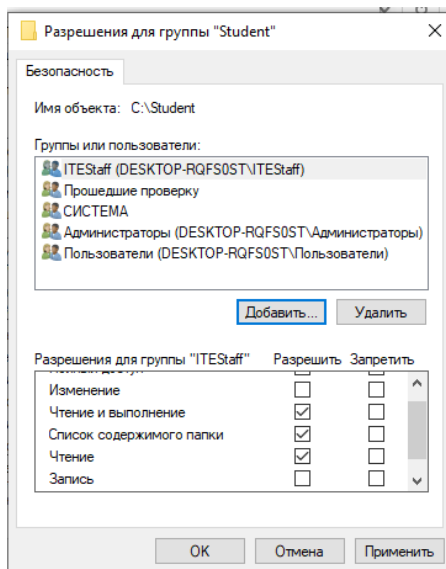 Разрешения для группы "Student"
Безопасность
Имя объекта: C:\Student
Группы или пользователи:
ITEStaff (DESKTOP-RQFS0ST\ITEStaff)
Прошедшие проверку
СИСТЕМА
Администраторы (DESKTOP-RQFS0ST\Администраторы)
Пользователи (DESKTOP-RQFS0ST\Пользователи)
Добавить... Удалить
Разрешения для группы "ITEStaff" Разрешить Запретить
Изменение
Чтение и выполнение
Список содержимого папки
Чтение
Запись
OK Отмена Применить